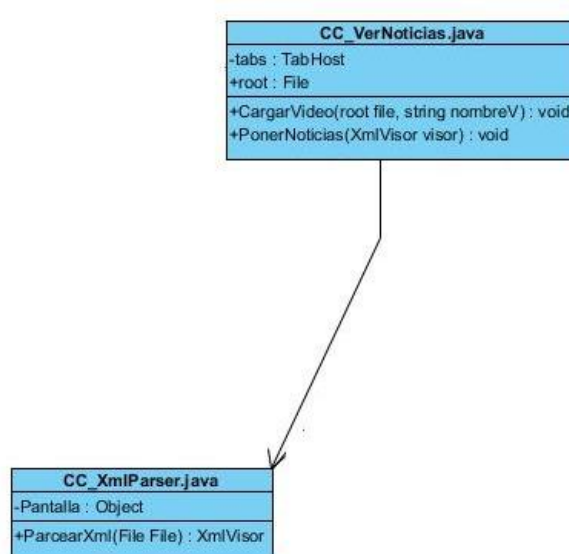 CC_VerNoticias.java
-tabs : TabHost
+root : File
+CargarVideo(root file, string nombreV) : void
+PonerNoticias(XmlVisor visor) : void
CC_XmlParser.java
-Pantalla : Object
+ParcearXml(File File) : XmlVisor